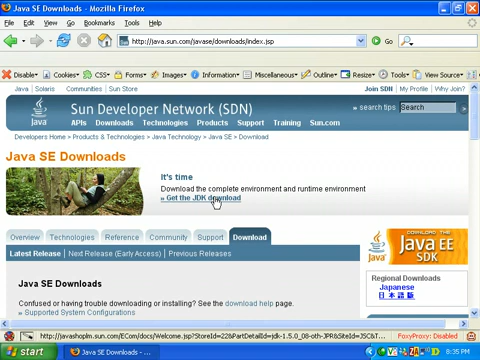 Java SE Downloads - Mozilla Firefox
File Edit View Go Bookmarks Tools Help
http://java.sun.com/javase/downloads/index.jsp
Disable Cookies CSS Forms Images Information Miscellaneous Outline Resize Tools View Source
Java Solaris Communities Sun Store Join SDN My Profile Why Join?
Java
Sun Developer Network (SDN)
» search tips Search
APIs Downloads Products Support Training Sun.com
Developers Home > Products & Technologies > Java Technology > Java SE > Download
Java SE Downloads
It's time
Download the complete environment and runtime environment
» Get the JDK download
Overview Technologies Reference Community Support Download
Latest Release Next Release (Early Access) Previous Releases
Java
DOWNLOAD THE
Java EE
SDK
Regional Downloads
Japanese
日本語版
Java SE Downloads
Confused or having trouble downloading or installing? See the download help page.
» Supported System Configurations
FoxyProxy: Disabled
start
Java SE Downloads - ...
8:35 PM